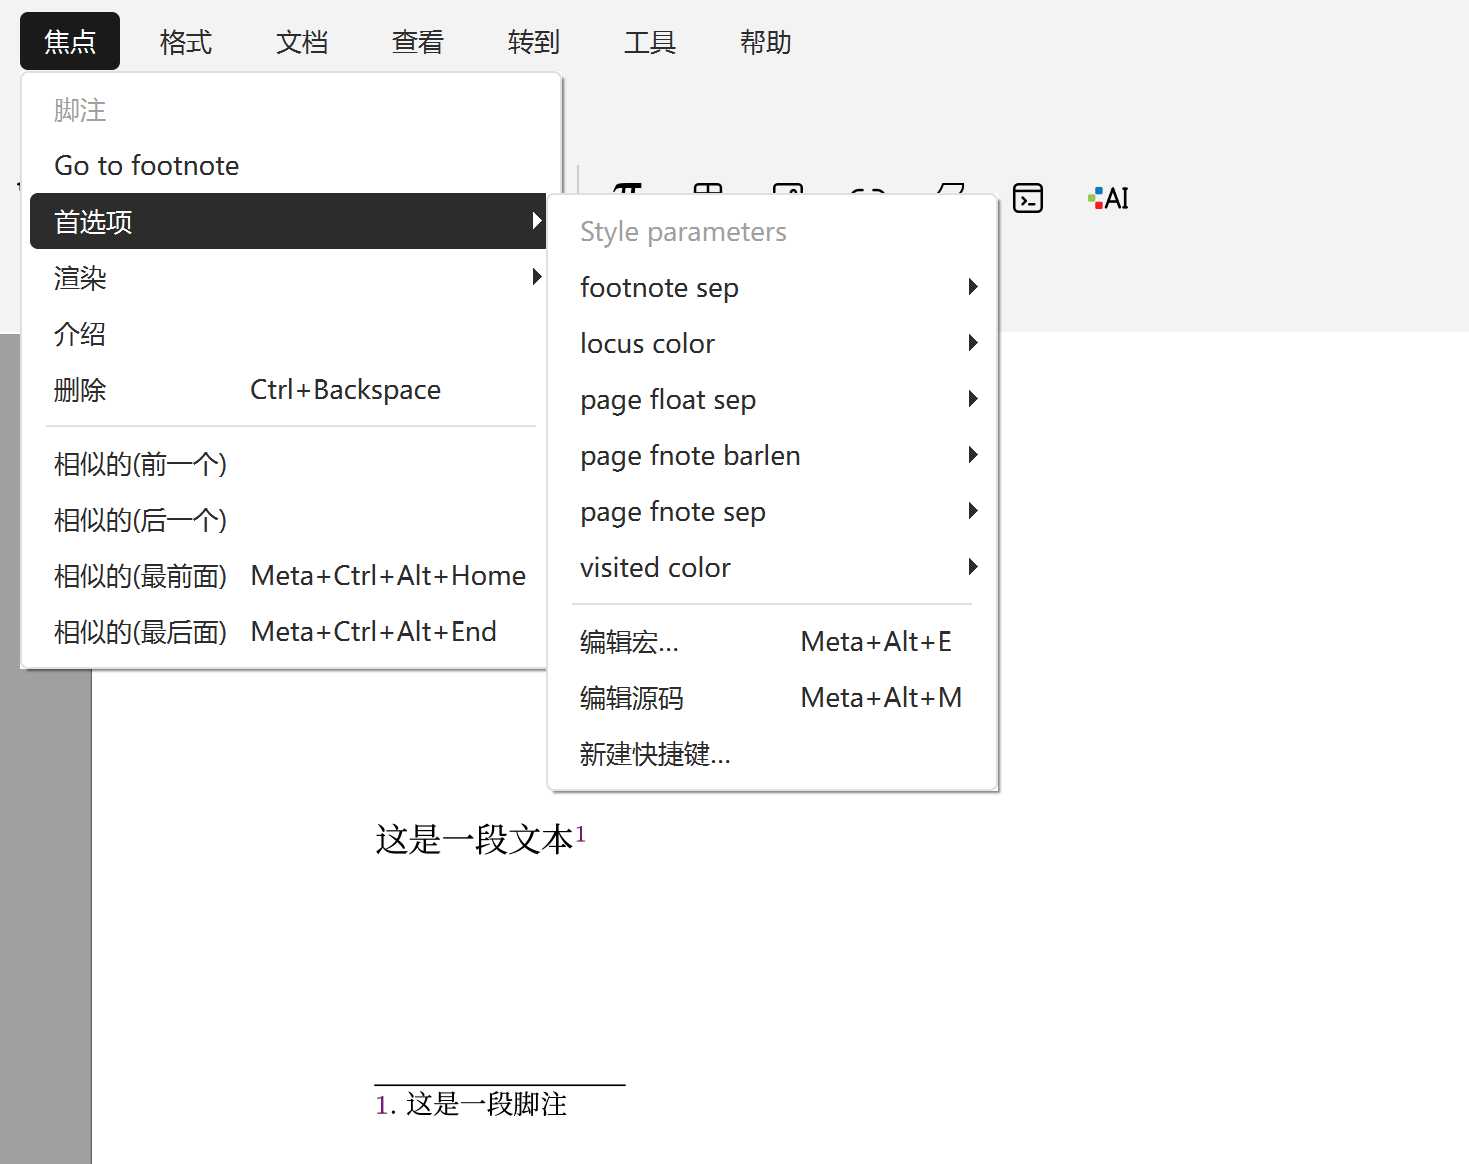 焦点 格式 文档 查看 转到 工具 帮助
脚注
Go to footnote
首选项
渲染
介绍
删除 Ctrl+Backspace
相似的(前一个)
相似的(后一个)
相似的(最前面) Meta+Ctrl+Alt+Home
相似的(最后面) Meta+Ctrl+Alt+End
AI
Style parameters
footnote sep
locus color
page float sep
page fnote barlen
page fnote sep
visited color
编辑宏... Meta+Alt+E
编辑源码 Meta+Alt+M
新建快捷键...
这是一段文本1
1. 这是一段脚注